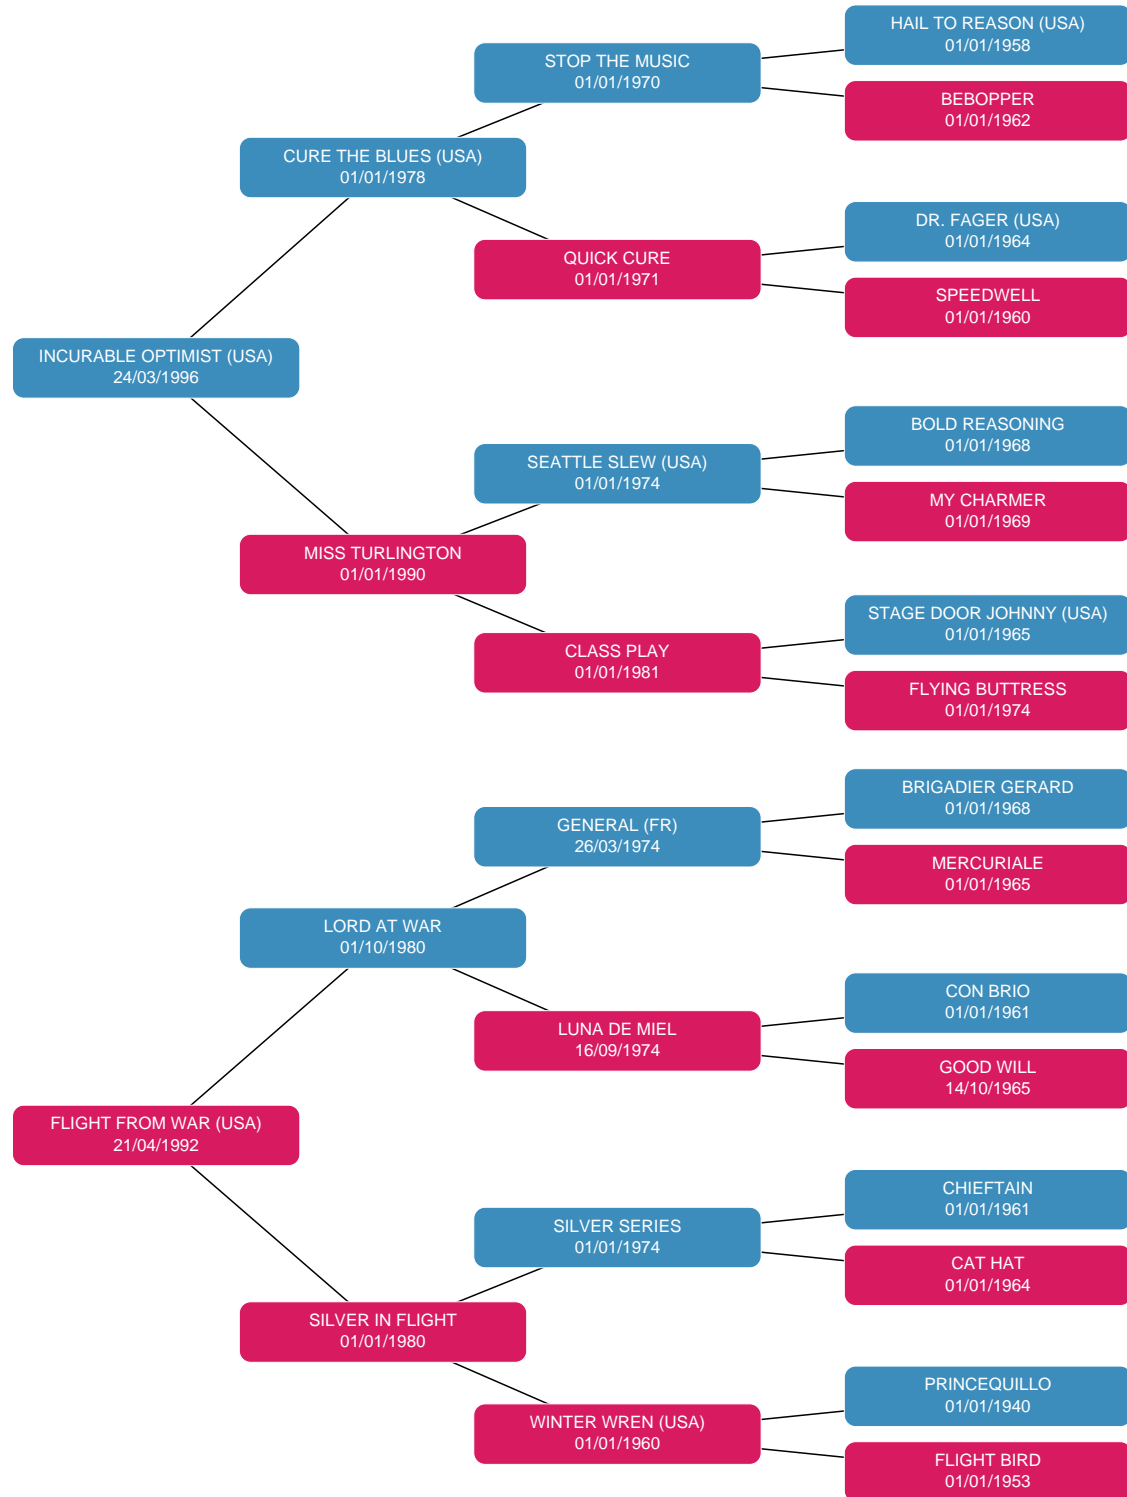 HAIL TO REASON (USA)
01/01/1958
STOP THE MUSIC
01/01/1970
BEBOPPER
01/01/1962
CURE THE BLUES (USA)
01/01/1978
DR. FAGER (USA)
01/01/1964
QUICK CURE
01/01/1971
SPEEDWELL
01/01/1960
INCURABLE OPTIMIST (USA)
24/03/1996
BOLD REASONING
01/01/1968
SEATTLE SLEW (USA)
01/01/1974
MY CHARMER
01/01/1969
MISS TURLINGTON
01/01/1990
STAGE DOOR JOHNNY (USA)
01/01/1965
CLASS PLAY
01/01/1981
FLYING BUTTRESS
01/01/1974
BRIGADIER GERARD
01/01/1968
GENERAL (FR)
26/03/1974
MERCURIALE
01/01/1965
LORD AT WAR
01/10/1980
CON BRIO
01/01/1961
LUNA DE MIEL
16/09/1974
GOOD WILL
14/10/1965
FLIGHT FROM WAR (USA)
21/04/1992
CHIEFTAIN
01/01/1961
SILVER SERIES
01/01/1974
CAT HAT
01/01/1964
SILVER IN FLIGHT
01/01/1980
PRINCEQUILLO
01/01/1940
WINTER WREN (USA)
01/01/1960
FLIGHT BIRD
01/01/1953